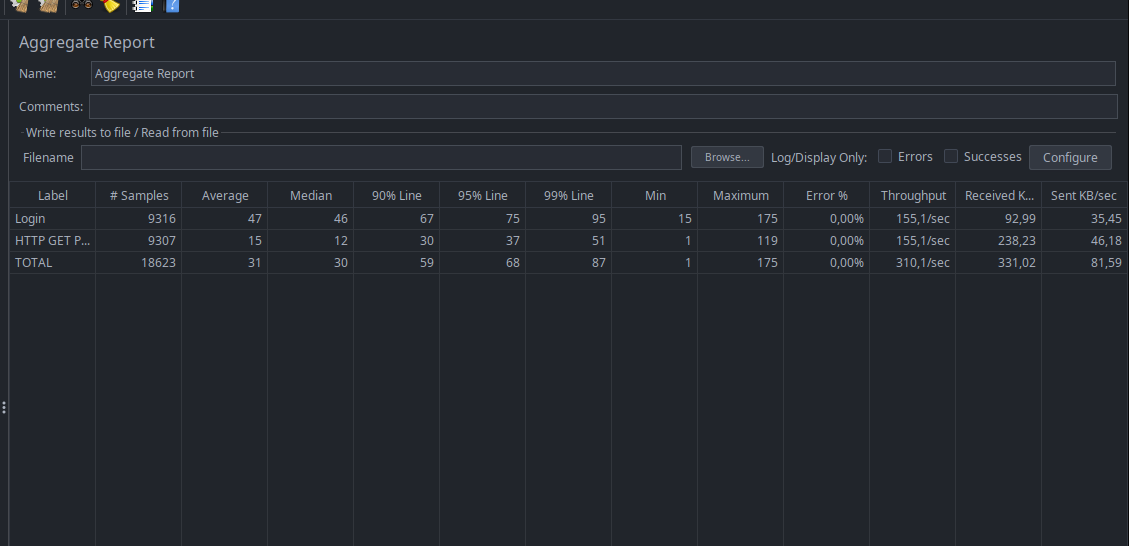 Aggregate Report
Name: Aggregate Report
Comments:
Write results to file / Read from file
Filename Browse... Log/Display Only: Errors Successes Configure
Label # Samples Average Median 90% Line 95% Line 99% Line Min Maximum Error % Throughput Received K... Sent KB/sec
Login 9316 47 46 67 75 95 15 175 0,00% 155,1/sec 92,99 35,45
HTTP GET P... 9307 15 12 30 37 51 1 119 0,00% 155,1/sec 238,23 46,18
TOTAL 18623 31 30 59 68 87 1 175 0,00% 310,1/sec 331,02 81,59